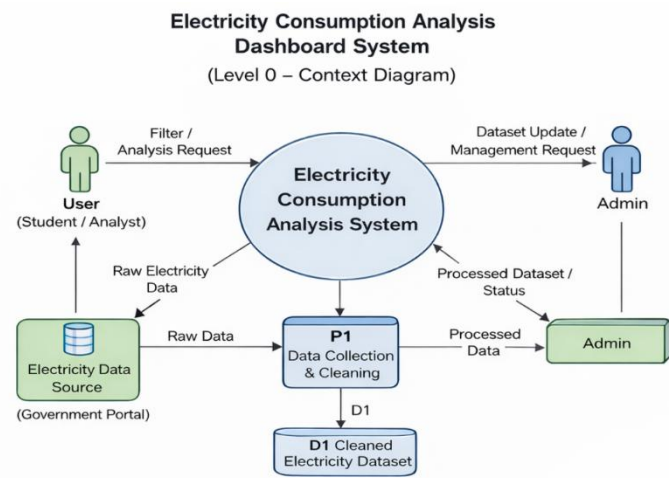 Electricity Consumption Analysis
Dashboard System
(Level 0 – Context Diagram)
Filter /
Analysis Request
Dataset Update /
Management Request
Electricity
Consumption
Analysis System
User
(Student / Analyst)
Admin
Raw Electricity
Data
Processed Dataset /
Status
Electricity Data
Source
(Government Portal)
Raw Data
P1
Data Collection
& Cleaning
Processed
Data
Admin
D1
D1 Cleaned
Electricity Dataset